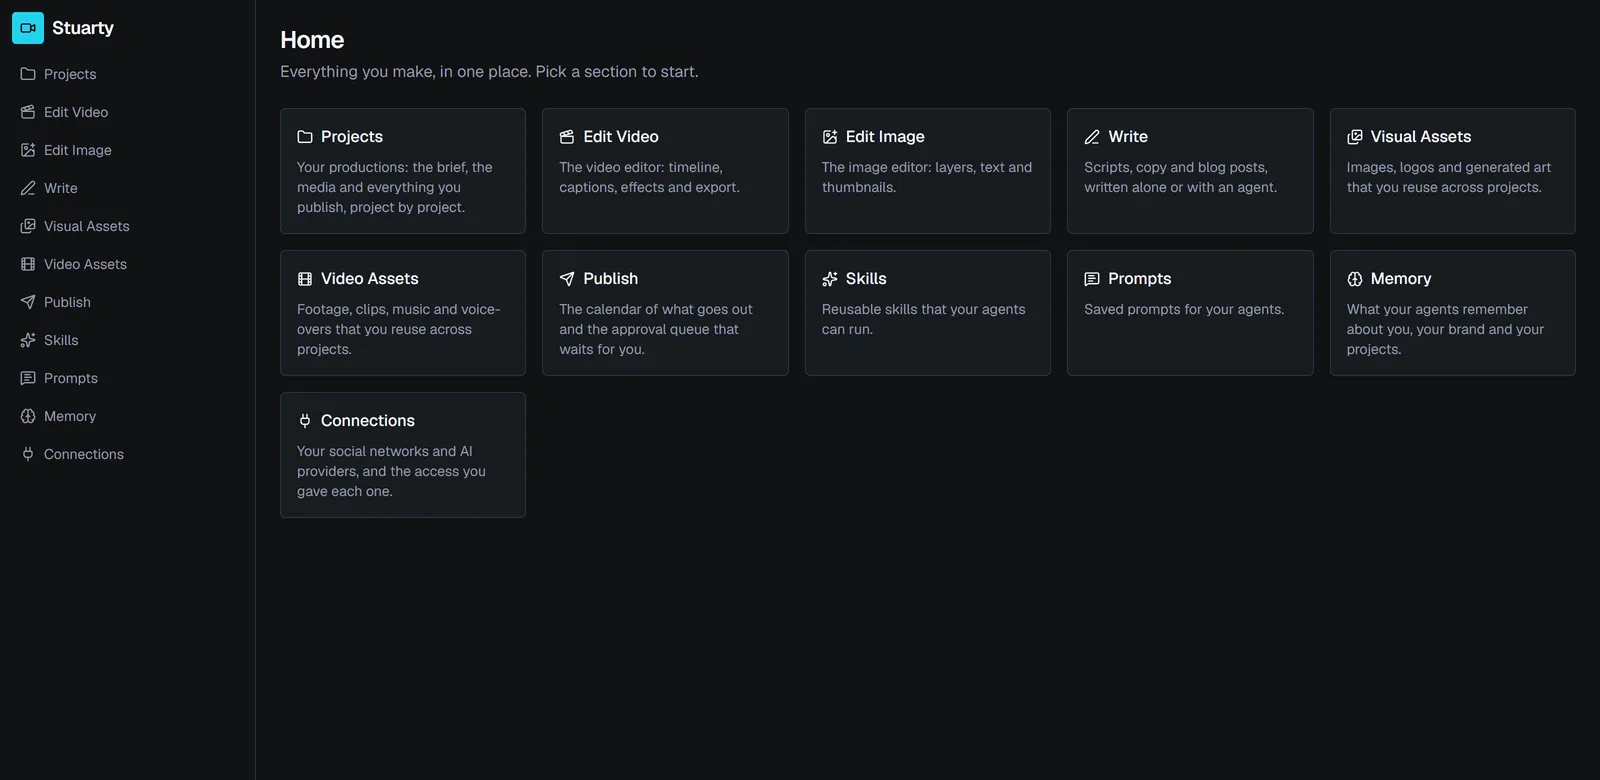 Stuarty
Projects
Edit Video
Edit Image
Write
Visual Assets
Video Assets
Publish
Skills
Prompts
Memory
Connections
Home
Everything you make, in one place. Pick a section to start.
Projects
Your productions: the brief, the
media and everything you
publish, project by project.
Edit Video
The video editor: timeline,
captions, effects and export.
Edit Image
The image editor: layers, text and
thumbnails.
Write
Scripts, copy and blog posts,
written alone or with an agent.
Visual Assets
Images, logos and generated art
that you reuse across projects.
Video Assets
Footage, clips, music and voice-
overs that you reuse across
projects.
Publish
The calendar of what goes out
and the approval queue that
waits for you.
Skills
Reusable skills that your agents
can run.
Prompts
Saved prompts for your agents.
Memory
What your agents remember
about you, your brand and your
projects.
Connections
Your social networks and AI
providers, and the access you
gave each one.